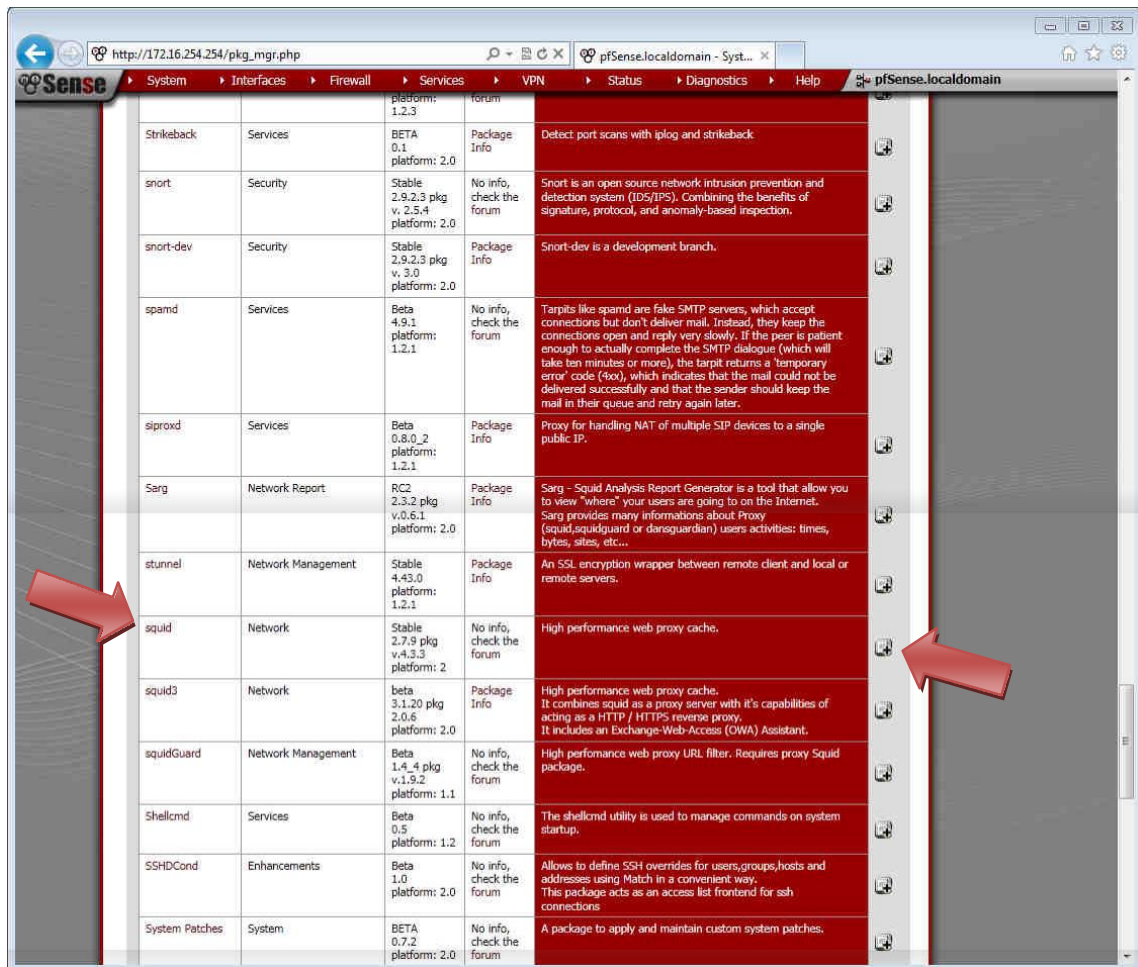 http://172.16.254.254/pkg_mgr.php
pfSense.localdomain - Syst...
Sense
System
Interfaces
Firewall
Services
VPN
Status
Diagnostics
Help
pfSense.localdomain
platform:
1.2.3
forum
Strikeback
Services
BETA
0.1
platform: 2.0
Package
Info
Detect port scans with iplog and strikeback
snort
Security
Stable
2.9.2.3 pkg
v. 2.5.4
platform: 2.0
No info,
check the
forum
Snort is an open source network intrusion prevention and
detection system (IDS/IPS). Combining the benefits of
signature, protocol, and anomaly-based inspection.
snort-dev
Security
Stable
2.9.2.3 pkg
v. 3.0
platform: 2.0
Package
Info
Snort-dev is a development branch.
spamd
Services
Beta
4.9.1
platform:
1.2.1
No info,
check the
forum
Tarpits like spamd are fake SMTP servers, which accept
connections but don't deliver mail. Instead, they keep the
connections open and reply very slowly. If the peer is patient
enough to actually complete the SMTP dialogue (which will
take ten minutes or more), the tarpit returns a 'temporary
error' code (4xx), which indicates that the mail could not be
delivered successfully and that the sender should keep the
mail in their queue and retry again later.
siproxd
Services
Beta
0.8.0_2
platform:
1.2.1
Package
Info
Proxy for handling NAT of multiple SIP devices to a single
public IP.
Sarg
Network Report
RC2
2.3.2 pkg
v.0.6.1
platform: 2.0
Package
Info
Sarg - Squid Analysis Report Generator is a tool that allow you
to view "where" your users are going to on the Internet.
Sarg provides many informations about Proxy
(squid,squidguard or dansguardian) users activities: times,
bytes, sites, etc...
stunnel
Network Management
Stable
4.43.0
platform:
1.2.1
Package
Info
An SSL encryption wrapper between remote client and local or
remote servers.
squid
Network
Stable
2.7.9 pkg
v.4.3.3
platform: 2
No info,
check the
forum
High performance web proxy cache.
squid3
Network
beta
3.1.20 pkg
2.0.6
platform: 2.0
Package
Info
High performance web proxy cache.
It combines squid as a proxy server with it's capabilities of
acting as a HTTP / HTTPS reverse proxy.
It includes an Exchange-Web-Access (OWA) Assistant.
squidGuard
Network Management
Beta
1.4_4 pkg
v.1.9.2
platform: 1.1
No info,
check the
forum
High perfomance web proxy URL filter. Requires proxy Squid
package.
Shellcmd
Services
Beta
0.5
platform: 1.2
No info,
check the
forum
The shellcmd utility is used to manage commands on system
startup.
SSHDCond
Enhancements
Beta
1.0
platform: 2.0
No info,
check the
forum
Allows to define SSH overrides for users,groups,hosts and
addresses using Match in a convenient way.
This package acts as an access list frontend for ssh
connections
System Patches
System
BETA
0.7.2
platform: 2.0
No info,
check the
forum
A package to apply and maintain custom system patches.